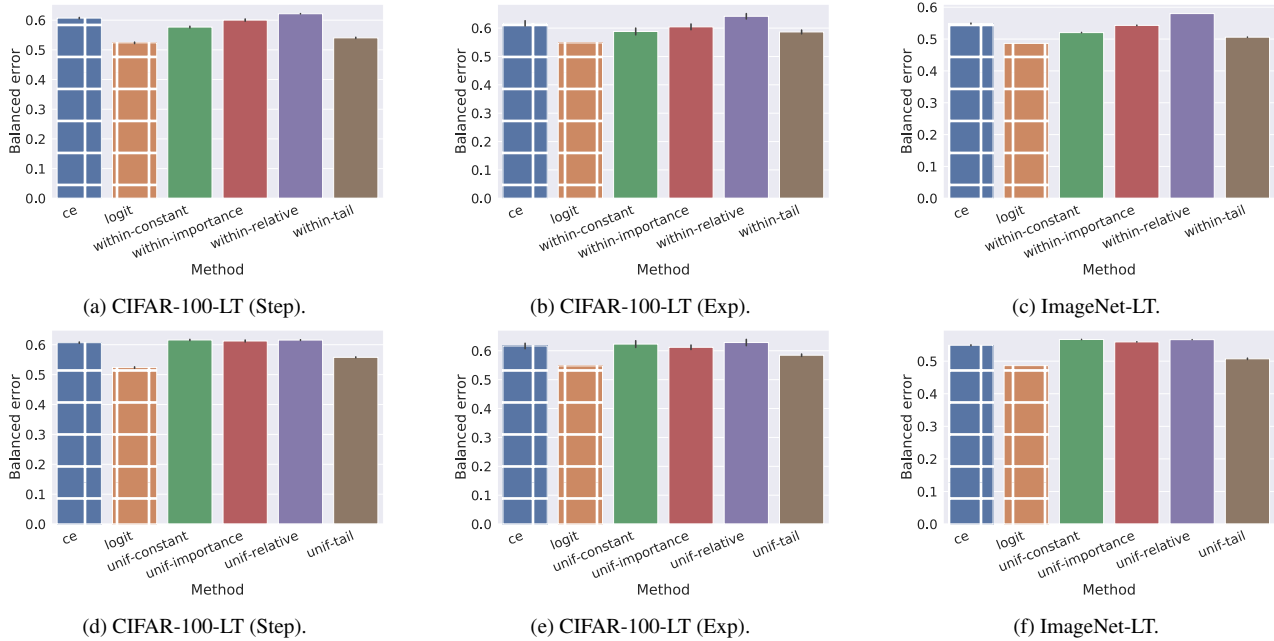 Balanced error
0.6
0.5
0.4
0.3
0.2
0.1
0.0
ce
logit
within-constant
within-importance
within-relative
within-tail
Method
(a) CIFAR-100-LT (Step).
Balanced error
0.6
0.5
0.4
0.3
0.2
0.1
0.0
ce
logit
within-constant
within-importance
within-relative
within-tail
Method
(b) CIFAR-100-LT (Exp).
Balanced error
0.6
0.5
0.4
0.3
0.2
0.1
0.0
ce
logit
within-constant
within-importance
within-relative
within-tail
Method
(c) ImageNet-LT.
Balanced error
0.6
0.5
0.4
0.3
0.2
0.1
0.0
ce
logit
unif-constant
unif-importance
unif-relative
unif-tail
Method
(d) CIFAR-100-LT (Step).
Balanced error
0.6
0.5
0.4
0.3
0.2
0.1
0.0
ce
logit
unif-constant
unif-importance
unif-relative
unif-tail
Method
(e) CIFAR-100-LT (Exp).
Balanced error
0.5
0.4
0.3
0.2
0.1
0.0
ce
logit
unif-constant
unif-importance
unif-relative
unif-tail
Method
(f) ImageNet-LT.